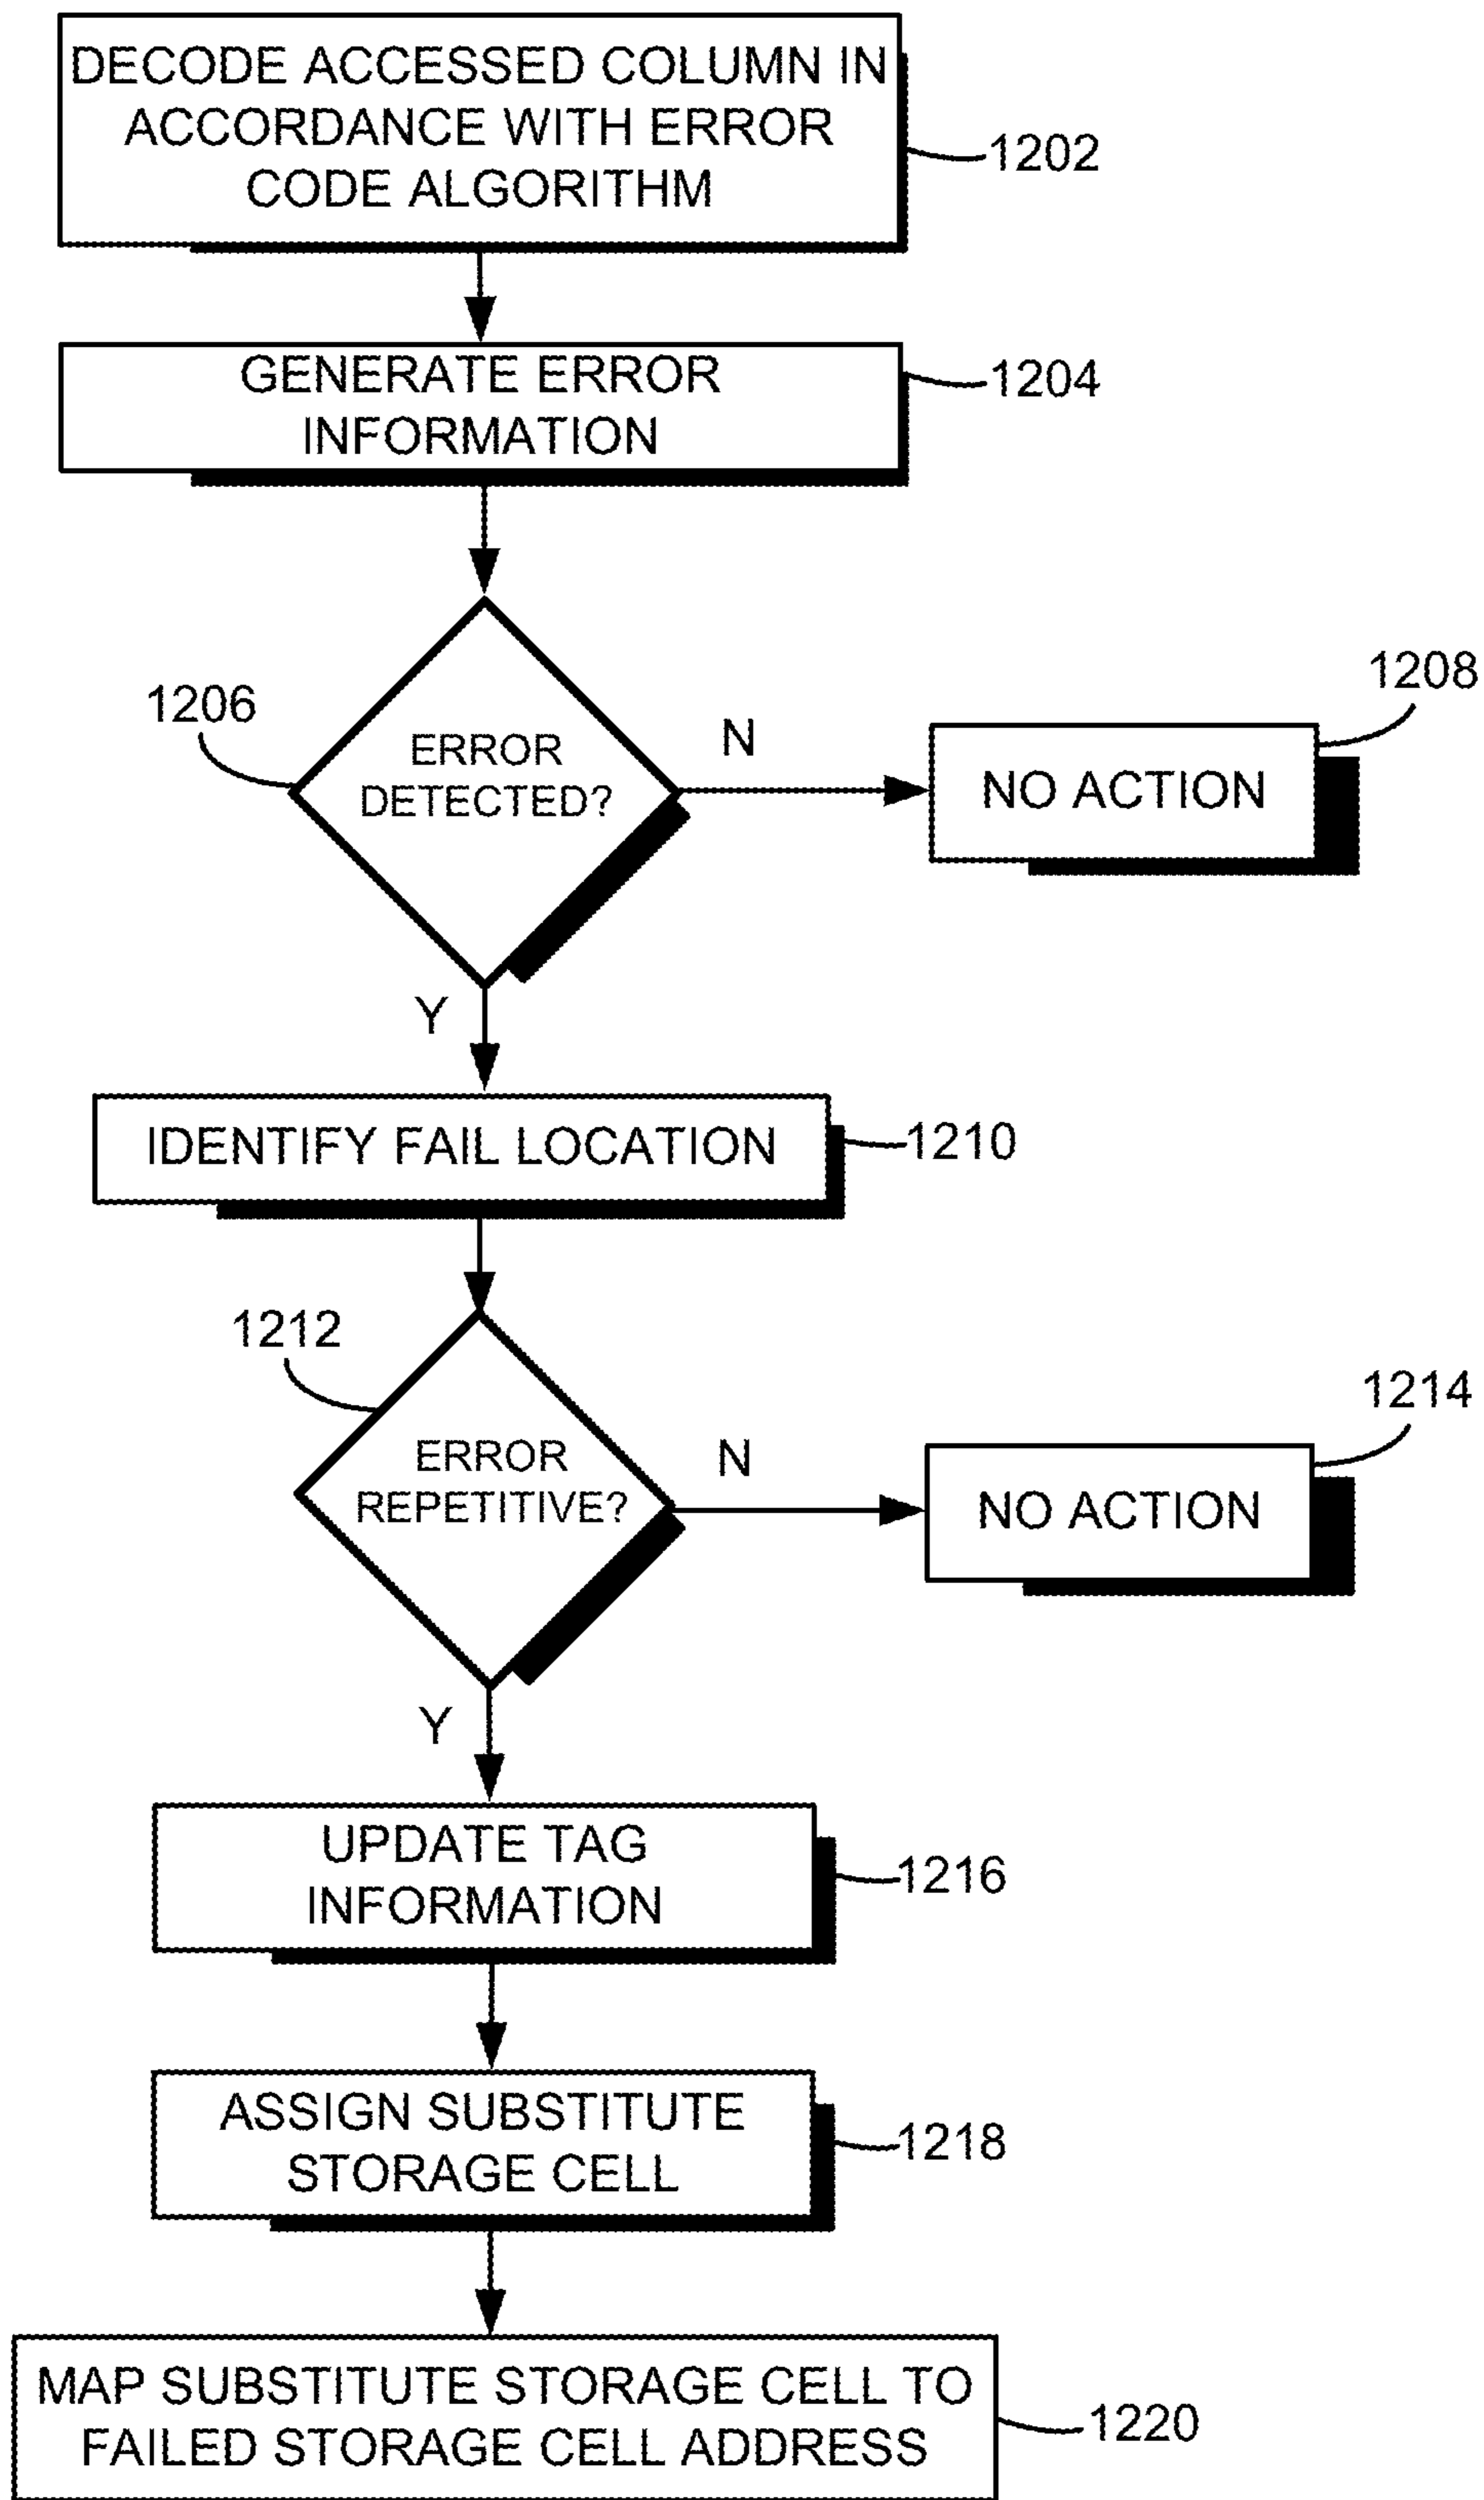 DECODE ACCESSED COLUMN IN
ACCORDANCE WITH ERROR
CODE ALGORITHM
1202
GENERATE ERROR
INFORMATION
1204
1206
ERROR
DETECTED?
N
1208
NO ACTION
Y
IDENTIFY FAIL LOCATION
1210
1212
ERROR
REPETITIVE?
N
1214
NO ACTION
Y
UPDATE TAG
INFORMATION
1216
ASSIGN SUBSTITUTE
STORAGE CELL
1218
MAP SUBSTITUTE STORAGE CELL TO
FAILED STORAGE CELL ADDRESS
1220